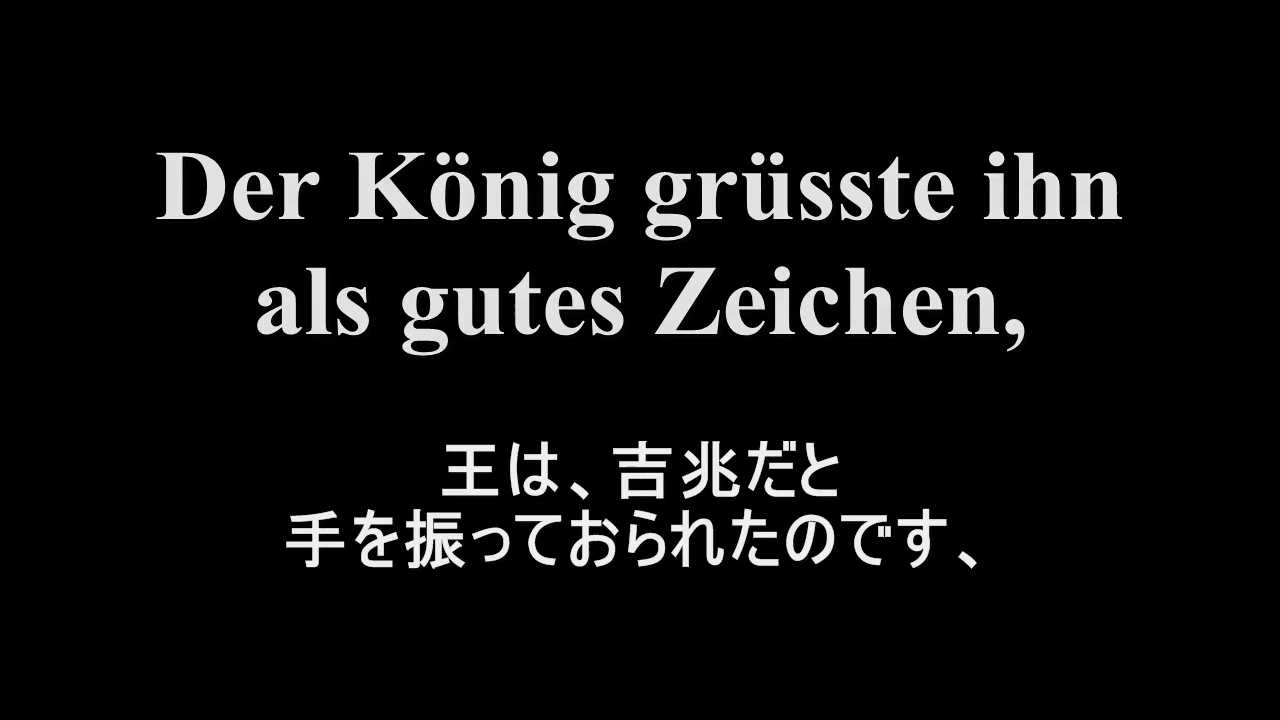 Der König grüsste ihn
als gutes Zeichen,
王は、吉兆だと
手を振っておられたのです、